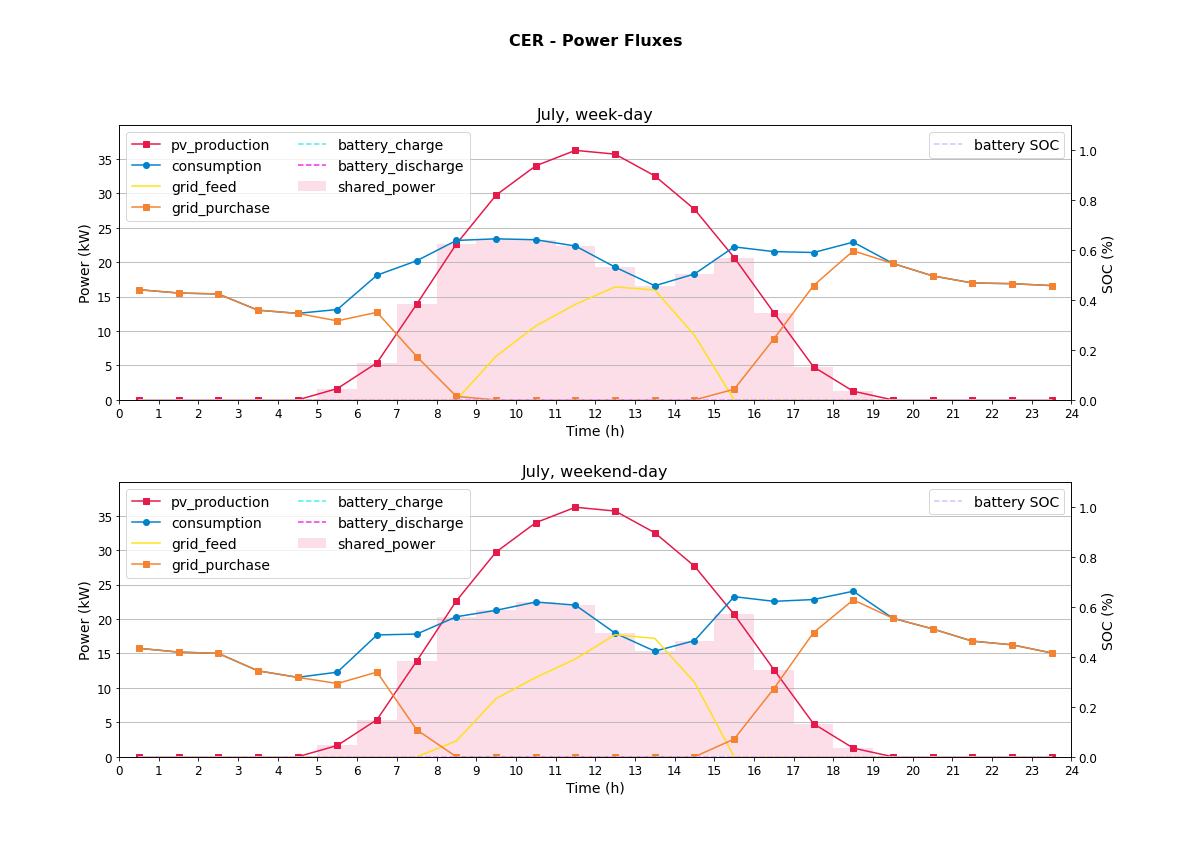 CER - Power Fluxes
July, week-day
pv_production
consumption
grid_feed
grid_purchase
battery_charge
battery_discharge
shared_power
battery SOC
Power (kW)
0
5
10
15
20
25
30
35
SOC (%)
0.0
0.2
0.4
0.6
0.8
1.0
0 1 2 3 4 5 6 7 8 9 10 11 12 13 14 15 16 17 18 19 20 21 22 23 24
Time (h)
July, weekend-day
pv_production
consumption
grid_feed
grid_purchase
battery_charge
battery_discharge
shared_power
battery SOC
Power (kW)
0
5
10
15
20
25
30
35
SOC (%)
0.0
0.2
0.4
0.6
0.8
1.0
0 1 2 3 4 5 6 7 8 9 10 11 12 13 14 15 16 17 18 19 20 21 22 23 24
Time (h)